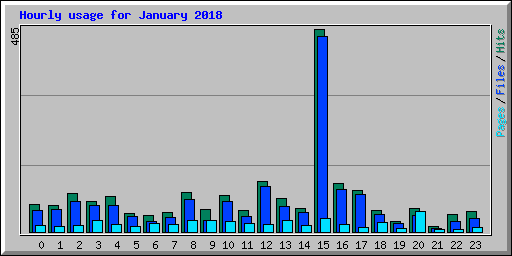 Hourly usage for January 2018
485
Pages/Files/Hits
0 1 2 3 4 5 6 7 8 9 10 11 12 13 14 15 16 17 18 19 20 21 22 23